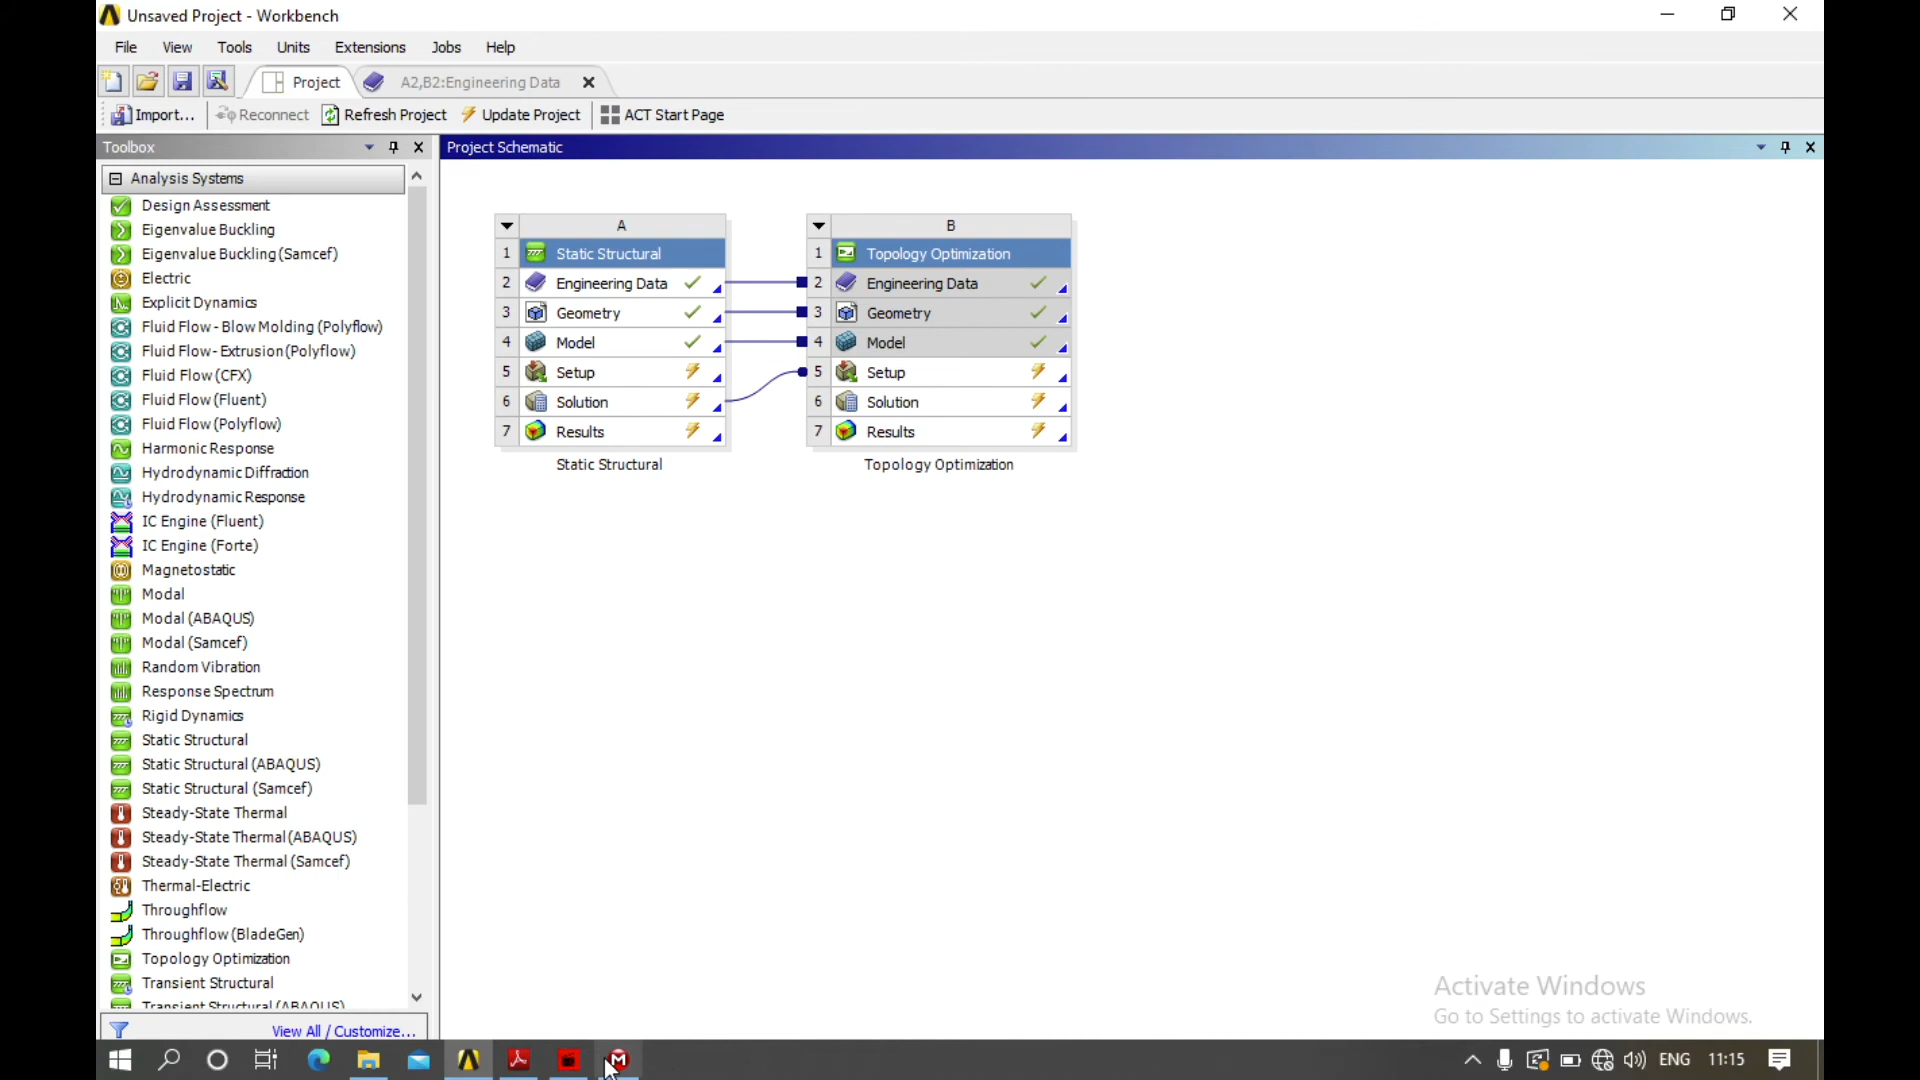 Unsaved Project - Workbench
File View Tools Units Extensions Jobs Help
Project A2,B2:Engineering Data
Import... Reconnect Refresh Project Update Project ACT Start Page
Toolbox
Analysis Systems
Design Assessment
Eigenvalue Buckling
Eigenvalue Buckling (Samcef)
Electric
Explicit Dynamics
Fluid Flow - Blow Molding (Polyflow)
Fluid Flow - Extrusion (Polyflow)
Fluid Flow (CFX)
Fluid Flow (Fluent)
Fluid Flow (Polyflow)
Harmonic Response
Hydrodynamic Diffraction
Hydrodynamic Response
IC Engine (Fluent)
IC Engine (Forte)
Magnetostatic
Modal
Modal (ABAQUS)
Modal (Samcef)
Random Vibration
Response Spectrum
Rigid Dynamics
Static Structural
Static Structural (ABAQUS)
Static Structural (Samcef)
Steady-State Thermal
Steady-State Thermal (ABAQUS)
Steady-State Thermal (Samcef)
Thermal-Electric
Throughflow
Throughflow (BladeGen)
Topology Optimization
Transient Structural
Transient Structural (ABAQUS)
View All / Customize...
Project Schematic
A
1 Static Structural
2 Engineering Data
3 Geometry
4 Model
5 Setup
6 Solution
7 Results
Static Structural
B
1 Topology Optimization
2 Engineering Data
3 Geometry
4 Model
5 Setup
6 Solution
7 Results
Topology Optimization
Activate Windows
Go to Settings to activate Windows.
ENG 11:15